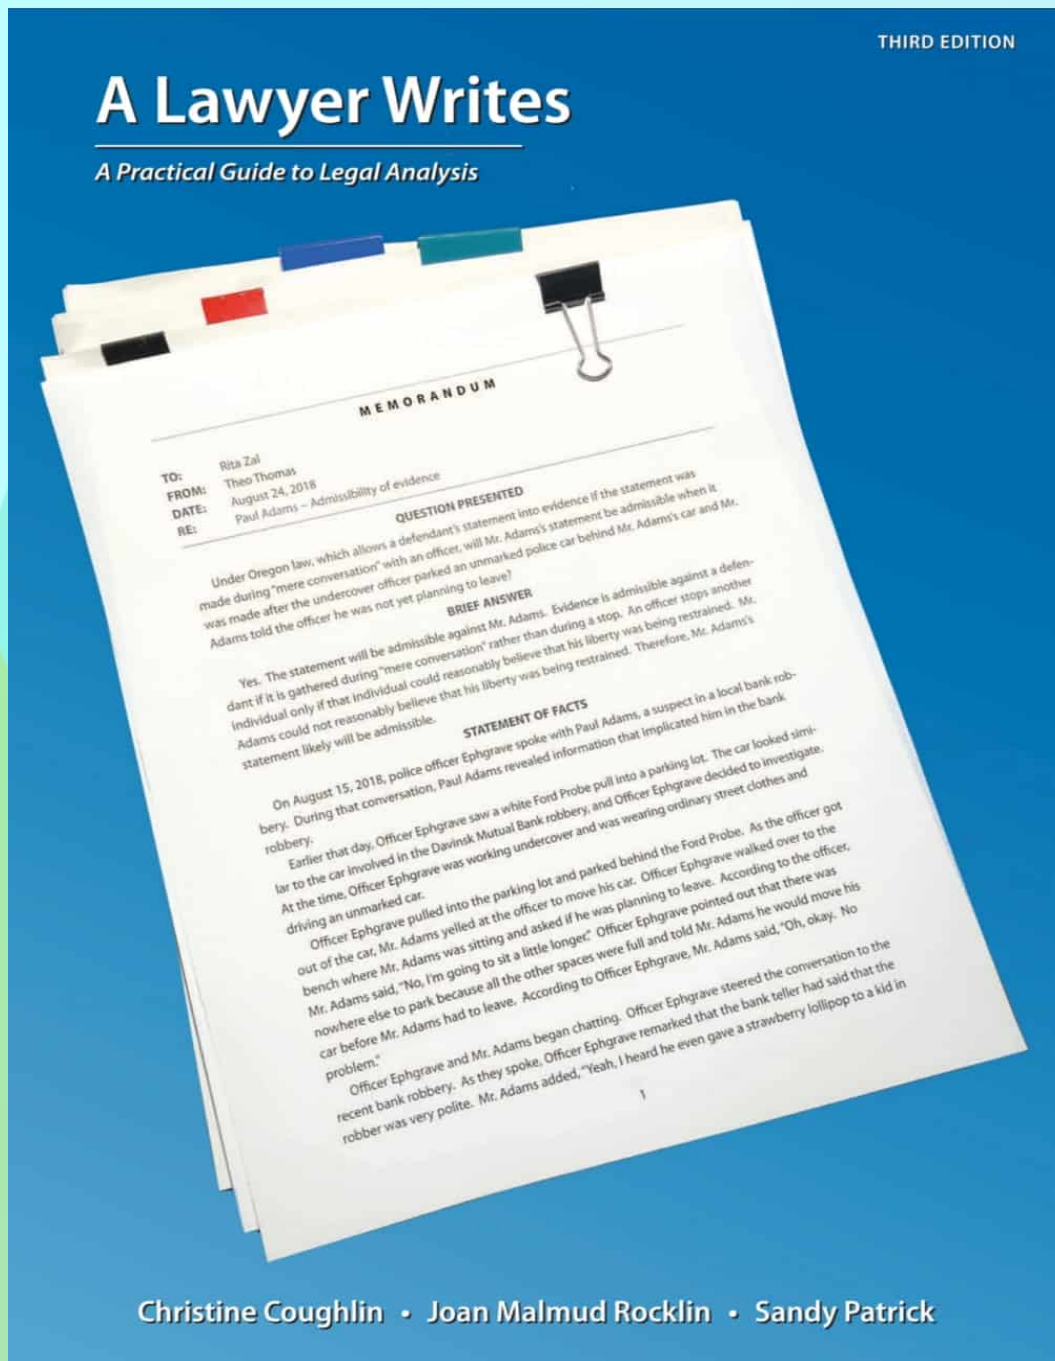 THIRD EDITION
A Lawyer Writes
A Practical Guide to Legal Analysis
MEMORANDUM
TO: Rita Zal
FROM: Theo Thomas
DATE: August 24, 2018
RE: Paul Adams – Admissibility of evidence
QUESTION PRESENTED
Under Oregon law, which allows a defendant's statement into evidence if the statement was
made during "mere conversation" with an officer, will Mr. Adams's statement be admissible when it
was made after the undercover officer parked an unmarked police car behind Mr. Adams's car and Mr.
Adams told the officer he was not yet planning to leave?
BRIEF ANSWER
Yes. The statement will be admissible against Mr. Adams. Evidence is admissible against a defen-
dant if it is gathered during "mere conversation" rather than during a stop. An officer stops another
individual only if that individual could reasonably believe that his liberty was being restrained. Mr.
Adams could not reasonably believe that his liberty was being restrained. Therefore, Mr. Adams's
statement likely will be admissible.
STATEMENT OF FACTS
On August 15, 2018, police officer Ephgrave spoke with Paul Adams, a suspect in a local bank rob-
bery. During that conversation, Paul Adams revealed information that implicated him in the bank
robbery.
Earlier that day, Officer Ephgrave saw a white Ford Probe pull into a parking lot. The car looked simi-
lar to the car involved in the Davinsk Mutual Bank robbery, and Officer Ephgrave decided to investigate.
At the time, Officer Ephgrave was working undercover and was wearing ordinary street clothes and
driving an unmarked car.
Officer Ephgrave pulled into the parking lot and parked behind the Ford Probe. As the officer got
out of the car, Mr. Adams yelled at the officer to move his car. Officer Ephgrave walked over to the
bench where Mr. Adams was sitting and asked if he was planning to leave. According to the officer,
Mr. Adams said, "No, I'm going to sit a little longer." Officer Ephgrave pointed out that there was
nowhere else to park because all the other spaces were full and told Mr. Adams he would move his
car before Mr. Adams had to leave. According to Officer Ephgrave, Mr. Adams said, "Oh, okay. No
problem."
Officer Ephgrave and Mr. Adams began chatting. Officer Ephgrave steered the conversation to the
recent bank robbery. As they spoke, Officer Ephgrave remarked that the bank teller had said that the
robber was very polite. Mr. Adams added, "Yeah, I heard he even gave a strawberry lollipop to a kid in
1
Christine Coughlin • Joan Malmud Rocklin • Sandy Patrick